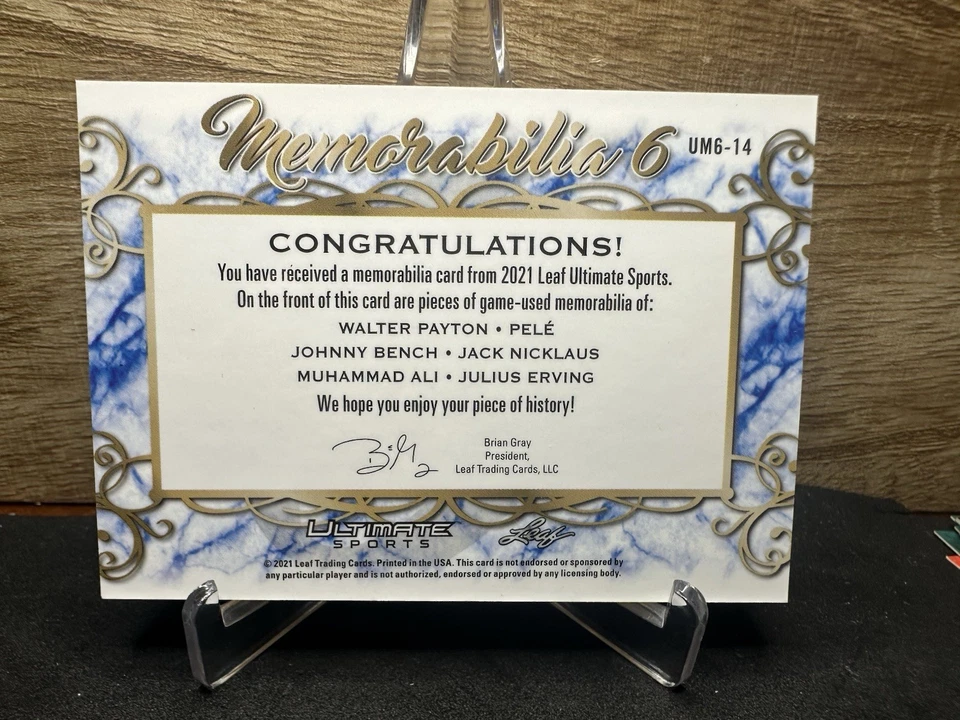 Memorabilia 6 UM6-14
CONGRATULATIONS!
You have received a memorabilia card from 2021 Leaf Ultimate Sports.
On the front of this card are pieces of game-used memorabilia of:
WALTER PAYTON • PELÉ
JOHNNY BENCH • JACK NICKLAUS
MUHAMMAD ALI • JULIUS ERVING
We hope you enjoy your piece of history!
Brian Gray
President,
Leaf Trading Cards, LLC
ULTIMATE
SPORTS
Leaf
© 2021 Leaf Trading Cards. Printed in the USA. This card is not endorsed or sponsored by
any particular player and is not authorized, endorsed or approved by any licensing body.